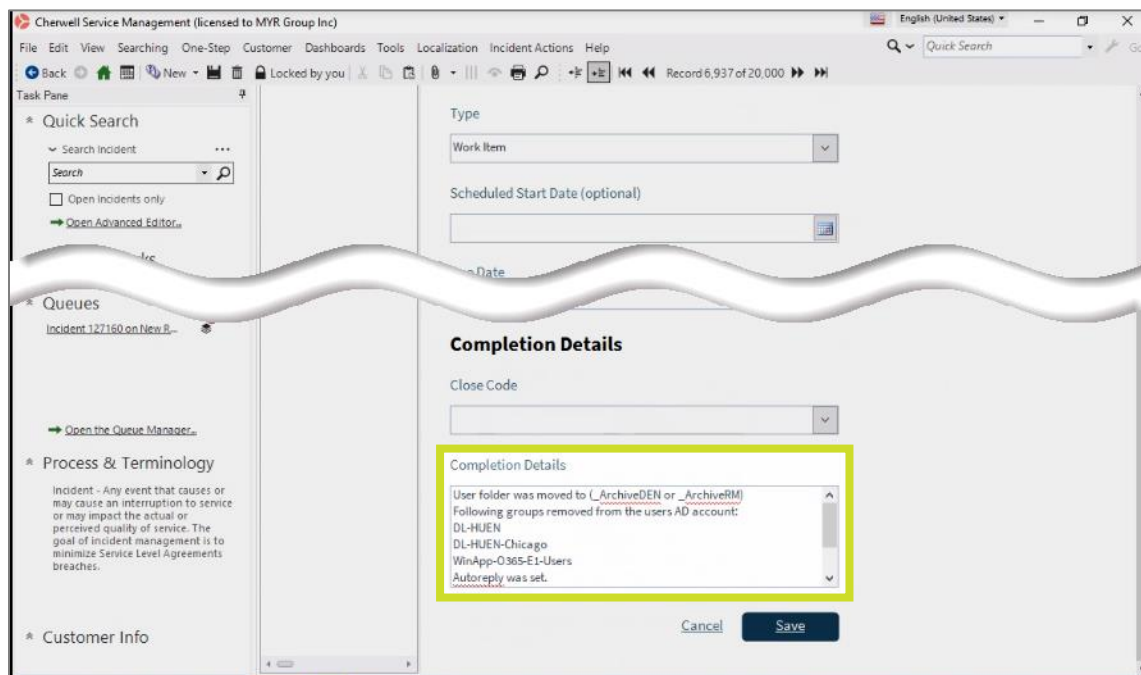 Cherwell Service Management (licensed to MYR Group Inc)
English (United States)
File Edit View Searching One-Step Customer Dashboards Tools Localization Incident Actions Help
Quick Search
Back
New
Locked by you
Record 6,937 of 20,000
Task Pane
Quick Search
Search Incident
Search
Open Incidents only
Open Advanced Editor...
Queues
Incident 127160 on New R...
Open the Queue Manager...
Process & Terminology
Incident - Any event that causes or
may cause an interruption to service
or may impact the actual or
perceived quality of service. The
goal of incident management is to
minimize Service Level Agreements
breaches.
Customer Info
Type
Work Item
Scheduled Start Date (optional)
Date
Completion Details
Close Code
Completion Details
User folder was moved to (_ArchiveDEN or _ArchiveRM)
Following groups removed from the users AD account:
DL-HUEN
DL-HUEN-Chicago
WinApp-O365-E1-Users
Autoreply was set.
Cancel
Save